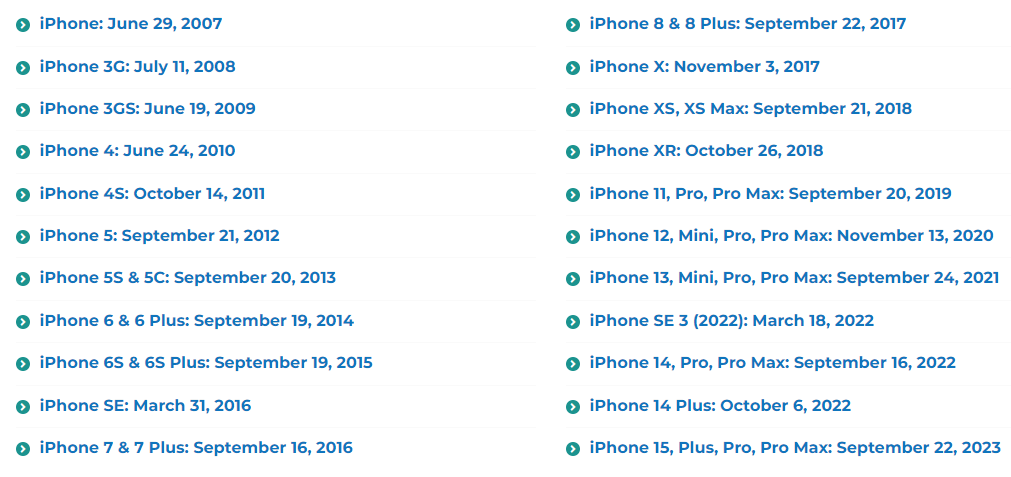 iPhone: June 29, 2007
iPhone 3G: July 11, 2008
iPhone 3GS: June 19, 2009
iPhone 4: June 24, 2010
iPhone 4S: October 14, 2011
iPhone 5: September 21, 2012
iPhone 5S & 5C: September 20, 2013
iPhone 6 & 6 Plus: September 19, 2014
iPhone 6S & 6S Plus: September 19, 2015
iPhone SE: March 31, 2016
iPhone 7 & 7 Plus: September 16, 2016
iPhone 8 & 8 Plus: September 22, 2017
iPhone X: November 3, 2017
iPhone XS, XS Max: September 21, 2018
iPhone XR: October 26, 2018
iPhone 11, Pro, Pro Max: September 20, 2019
iPhone 12, Mini, Pro, Pro Max: November 13, 2020
iPhone 13, Mini, Pro, Pro Max: September 24, 2021
iPhone SE 3 (2022): March 18, 2022
iPhone 14, Pro, Pro Max: September 16, 2022
iPhone 14 Plus: October 6, 2022
iPhone 15, Plus, Pro, Pro Max: September 22, 2023